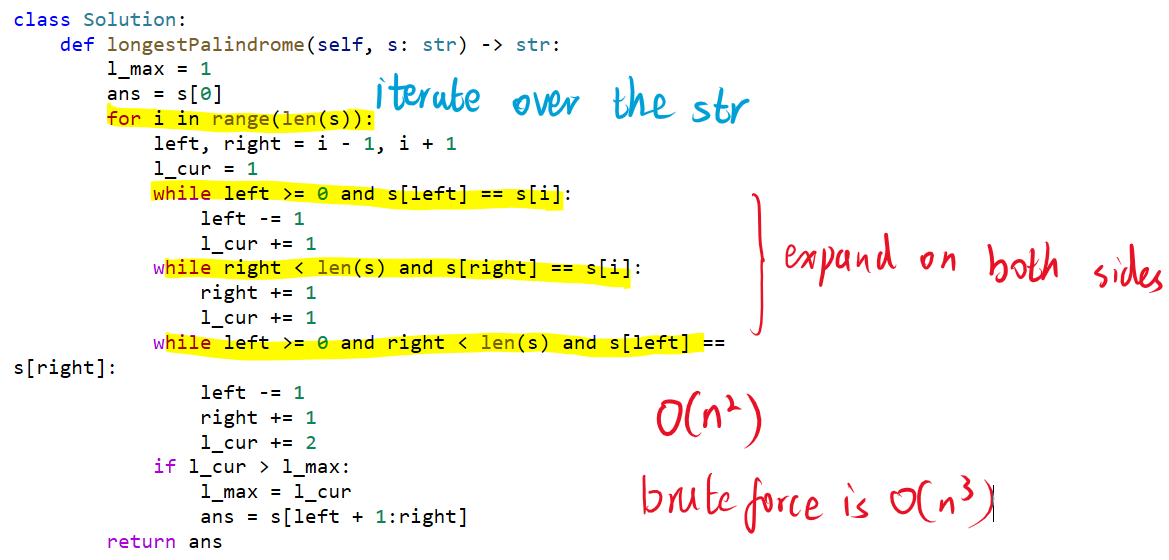 class Solution:
    def longestPalindrome(self, s: str) -> str:
        l_max = 1
        ans = s[0]
iterate over the str
        for i in range(len(s)):
            left, right = i - 1, i + 1
            l_cur = 1
            while left >= 0 and s[left] == s[i]:
                left -= 1
                l_cur += 1
expand on both sides
            while right < len(s) and s[right] == s[i]:
                right += 1
                l_cur += 1
            while left >= 0 and right < len(s) and s[left] ==
s[right]:
                left -= 1
                right += 1
                l_cur += 2
O(n²)
            if l_cur > l_max:
                l_max = l_cur
                ans = s[left + 1:right]
brute force is O(n³)
        return ans